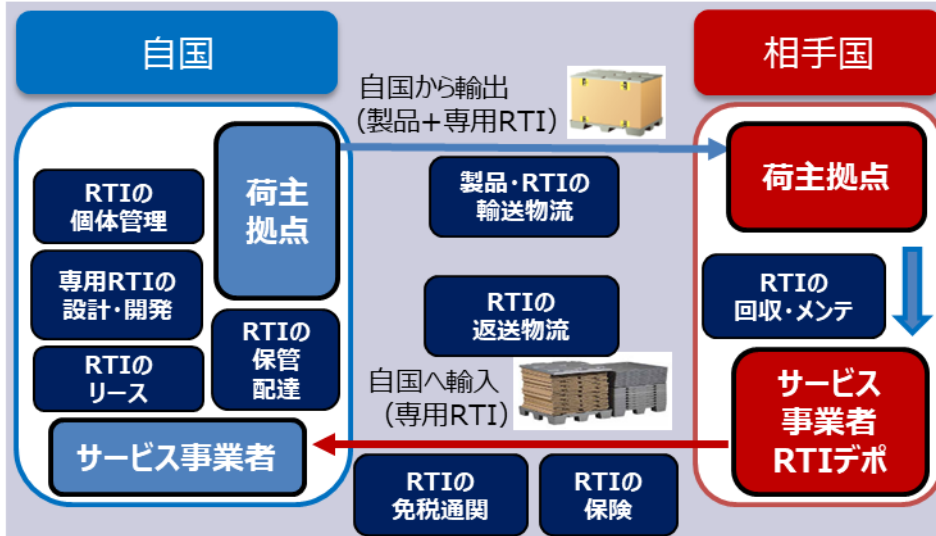 自国
相手国
自国から輸出
(製品+専用RTI)
荷主
拠点
荷主拠点
RTIの
個体管理
製品・RTIの
輸送物流
専用RTIの
設計・開発
RTIの
返送物流
RTIの
回収・メンテ
RTIの
保管
配達
RTIの
リース
自国へ輸入
(専用RTI)
サービス
事業者
RTIデポ
サービス事業者
RTIの
免税通関
RTIの
保険